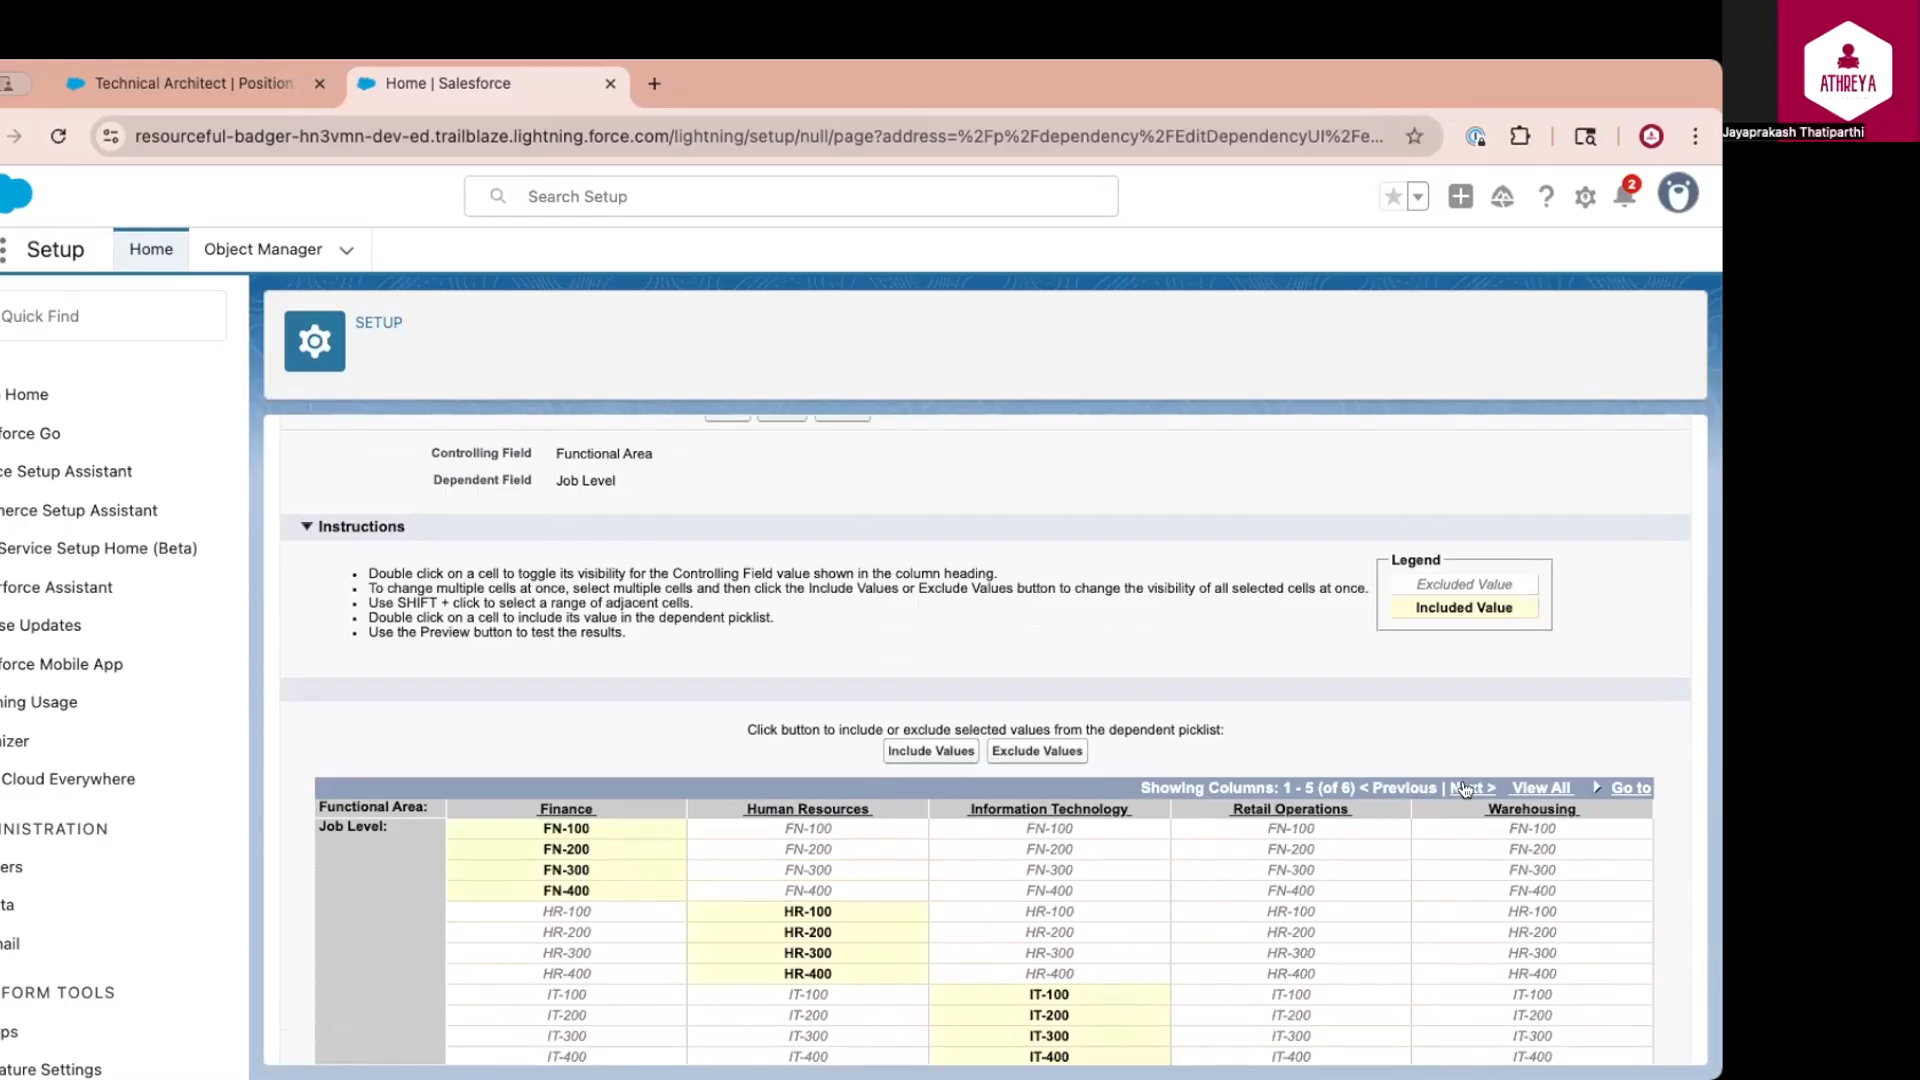 Technical Architect | Position
Home | Salesforce
ATHREYA
Jayaprakash Thatiparthi
resourceful-badger-hn3vmn-dev-ed.trailblaze.lightning.force.com/lightning/setup/null/page?address=%2Fp%2Fdependency%2FEditDependencyUI%2Fe...
Search Setup
2
Setup
Home
Object Manager
Quick Find
Home
force Go
ce Setup Assistant
merce Setup Assistant
Service Setup Home (Beta)
rforce Assistant
se Updates
force Mobile App
ning Usage
nizer
Cloud Everywhere
NISTRATION
ers
ta
nail
FORM TOOLS
ps
ature Settings
SETUP
Controlling Field Functional Area
Dependent Field Job Level
Instructions
• Double click on a cell to toggle its visibility for the Controlling Field value shown in the column heading.
• To change multiple cells at once, select multiple cells and then click the Include Values or Exclude Values button to change the visibility of all selected cells at once.
• Use SHIFT + click to select a range of adjacent cells.
• Double click on a cell to include its value in the dependent picklist.
• Use the Preview button to test the results.
Legend
Excluded Value
Included Value
Click button to include or exclude selected values from the dependent picklist:
Include Values Exclude Values
Showing Columns: 1 - 5 (of 6) < Previous | Next > View All Go to
Functional Area: Finance Human Resources Information Technology Retail Operations Warehousing
Job Level: FN-100 FN-100 FN-100 FN-100 FN-100
FN-200 FN-200 FN-200 FN-200 FN-200
FN-300 FN-300 FN-300 FN-300 FN-300
FN-400 FN-400 FN-400 FN-400 FN-400
HR-100 HR-100 HR-100 HR-100 HR-100
HR-200 HR-200 HR-200 HR-200 HR-200
HR-300 HR-300 HR-300 HR-300 HR-300
HR-400 HR-400 HR-400 HR-400 HR-400
IT-100 IT-100 IT-100 IT-100 IT-100
IT-200 IT-200 IT-200 IT-200 IT-200
IT-300 IT-300 IT-300 IT-300 IT-300
IT-400 IT-400 IT-400 IT-400 IT-400